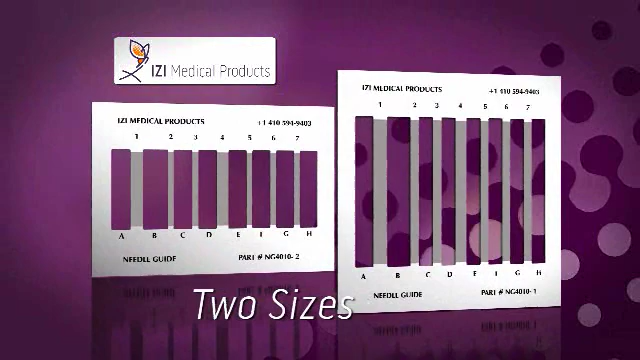 IZI Medical Products
IZI MEDICAL PRODUCTS +1 410 594-9403
1 2 3 4 5 6 7
A B C D E I G H
NEEDLL GUIDE PART # NG4010-2
IZI MEDICAL PRODUCTS +1 410 594-9403
1 2 3 4 5 6 7
A B C D E I G H
NEEDLL GUIDE PART # NG4010-1
Two Sizes